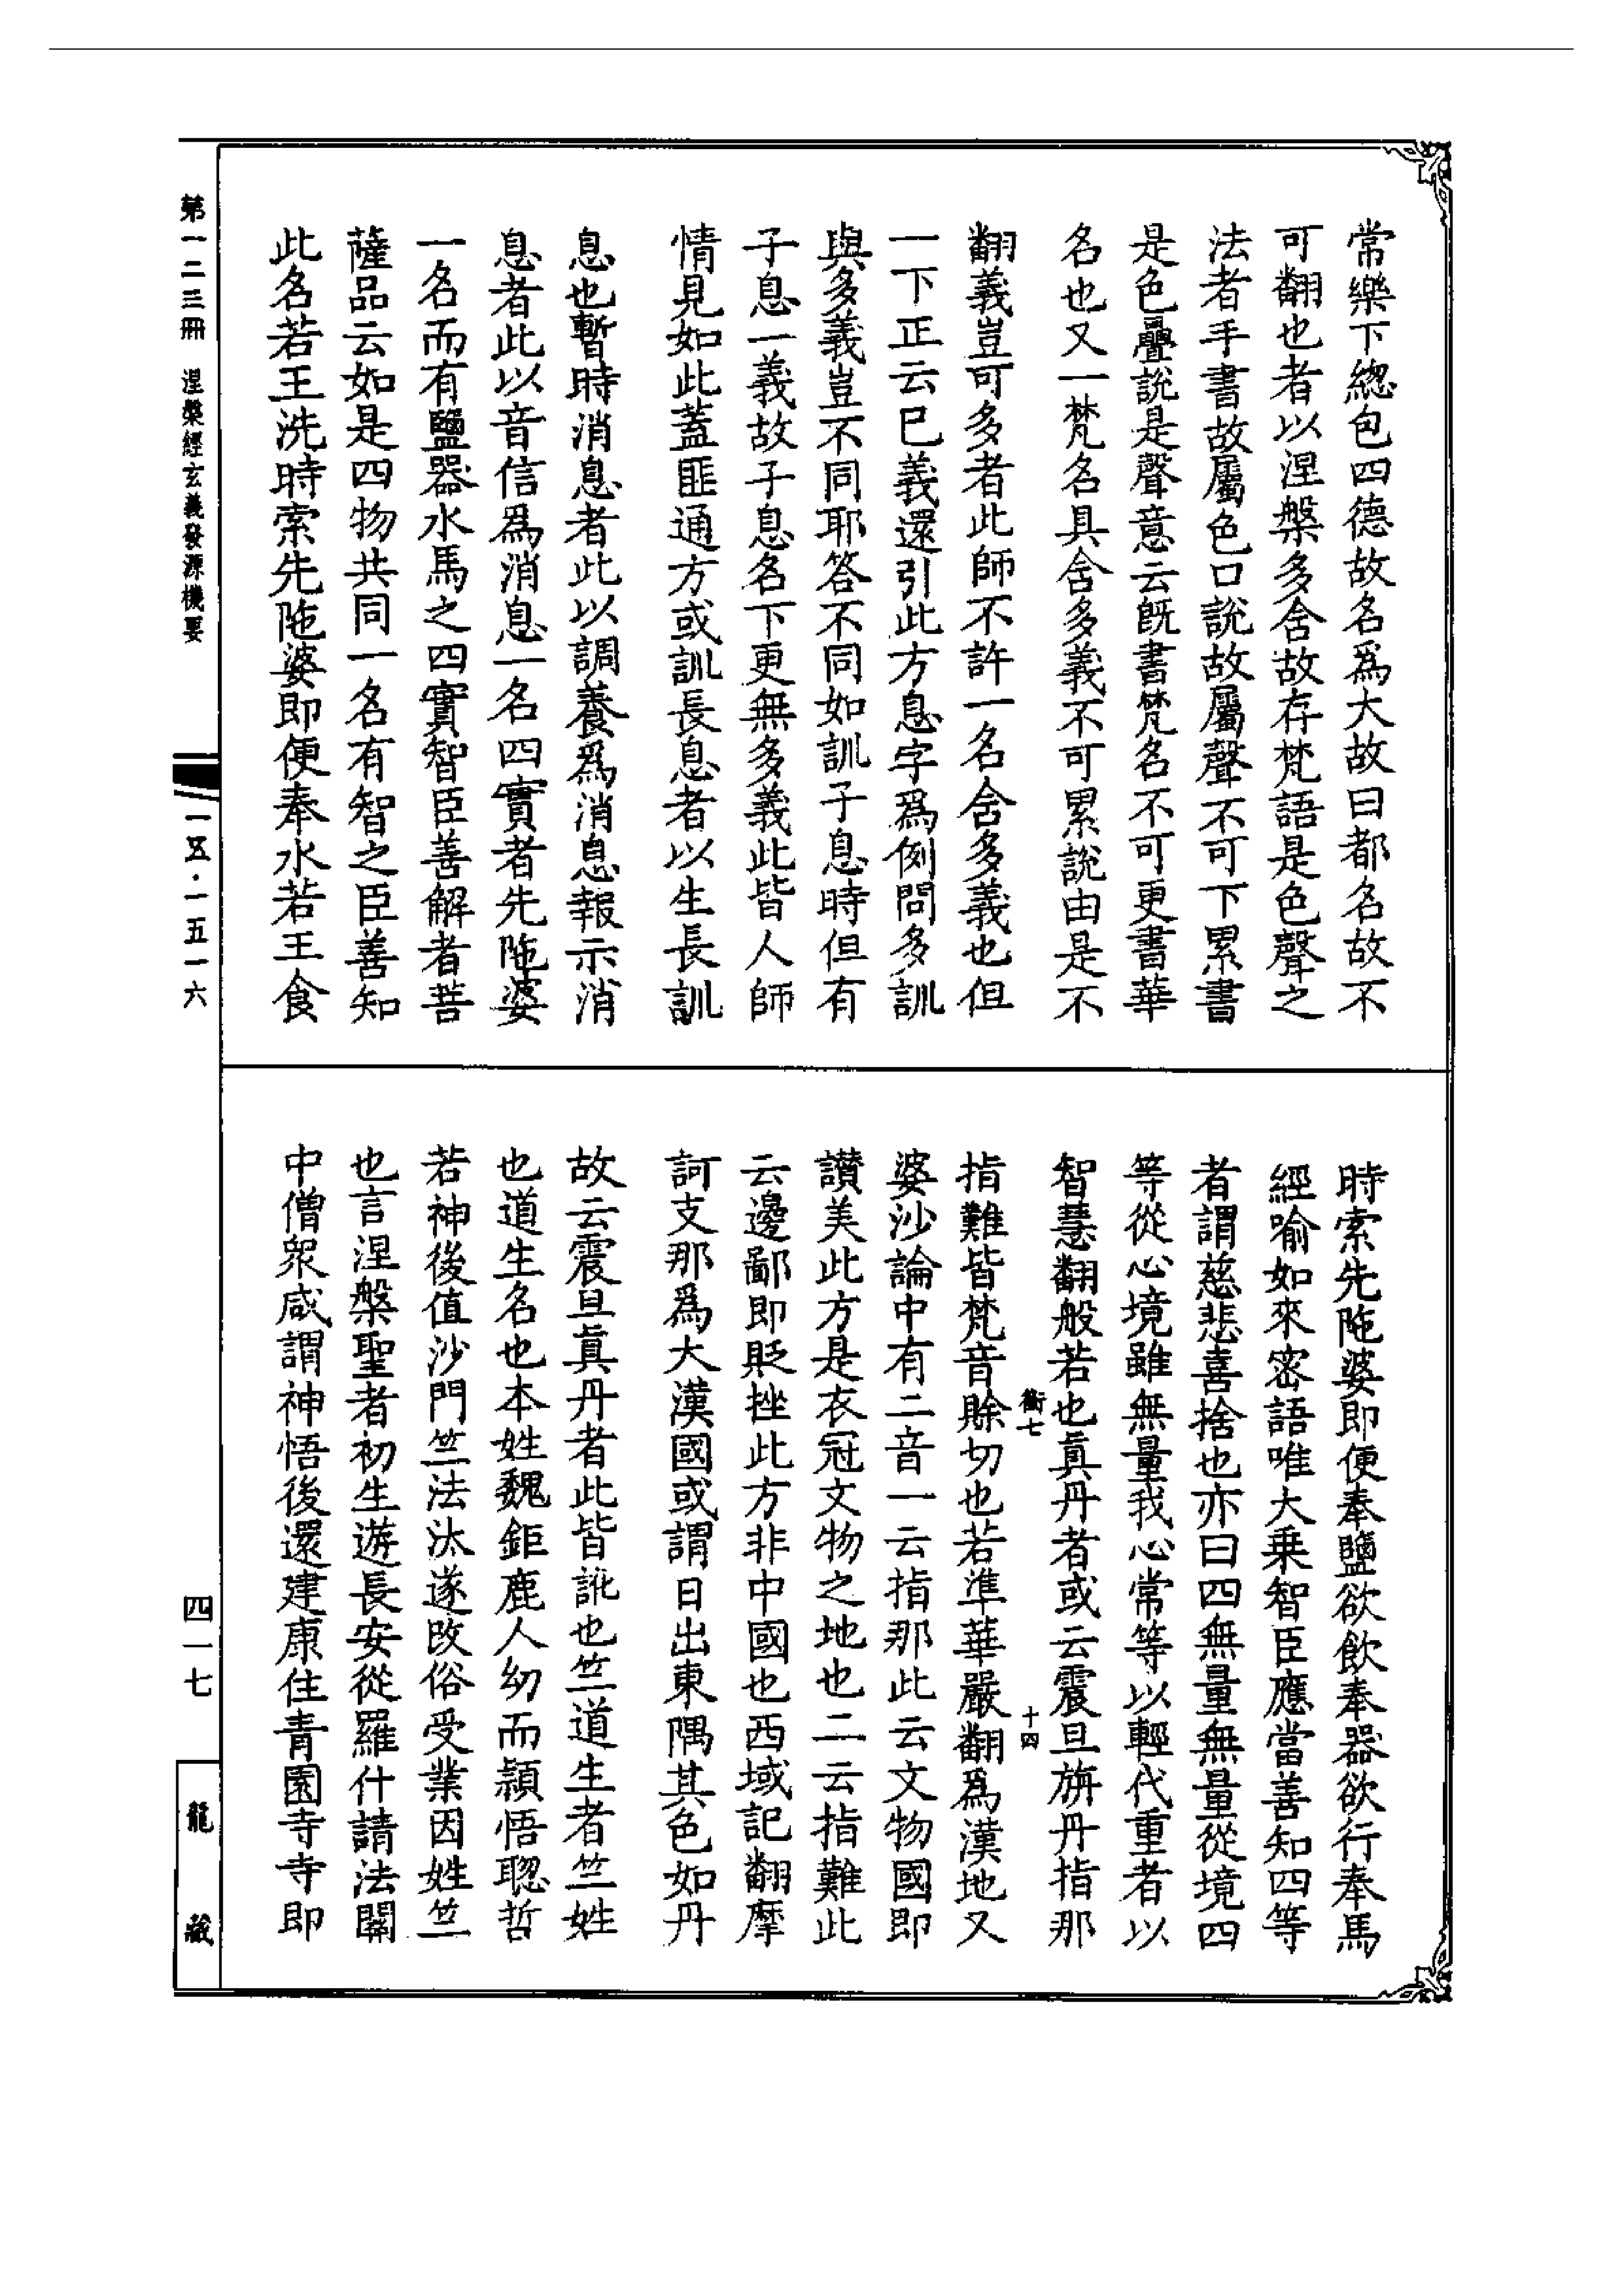 常樂下總包四德故名爲大故曰都名故不
可翻也者以涅槃多含故存梵語是色聲之
法者手書故屬色口說故屬聲不可下累書
是色疊說是聲意云旣書梵名不可更書華
名也又一梵名具含多義不可累說由是不
翻義豈可多者此師不許一名含多義也但
一下正云巳義還引此方息字爲例問多訓
與多義豈不同耶答不同如訓子息時但有
子息一義故子息名下更無多義此皆人師
情見如此蓋匪通方或訓長息者以生長訓
息也暫時消息者此以調養爲消息報示消
息者此以音信爲消息一名四實者先陁婆
一名而有鹽器水馬之四實智臣善解者菩
薩品云如是四物共同一名有智之臣善知
此名若王洗時索先陁婆即便奉水若王食
時索先陁婆即便奉鹽欲飲奉器欲行奉馬
經喻如來密語唯大乗智臣應當善知四等
者謂慈悲喜捨也亦曰四無量無量從境四
等從心境雖無量我心常等以輕代重者以
智慧翻般若也眞丹者或云震旦旃丹指那
衡七 十四
指難皆梵音賖切也若準華嚴翻爲漢地又
婆沙論中有二音一云指那此云文物國即
讃美此方是衣冠文物之地也二云指難此
云邊鄙即貶挫此方非中國也西域記翻摩
訶支那爲大漢國或謂日出東隅其色如丹
故云震旦眞丹者此皆訛也竺道生者竺姓
也道生名也本姓魏鉅鹿人幼而頴悟聦哲
若神後值沙門竺法汰遂改俗受業因姓竺
也言涅槃聖者初生遊長安從羅什請法關
中僧衆咸謂神悟後還建康住青園寺寺即
第一二三冊 涅槃經玄義發源機要
一五·一五一六
四一七
龍藏